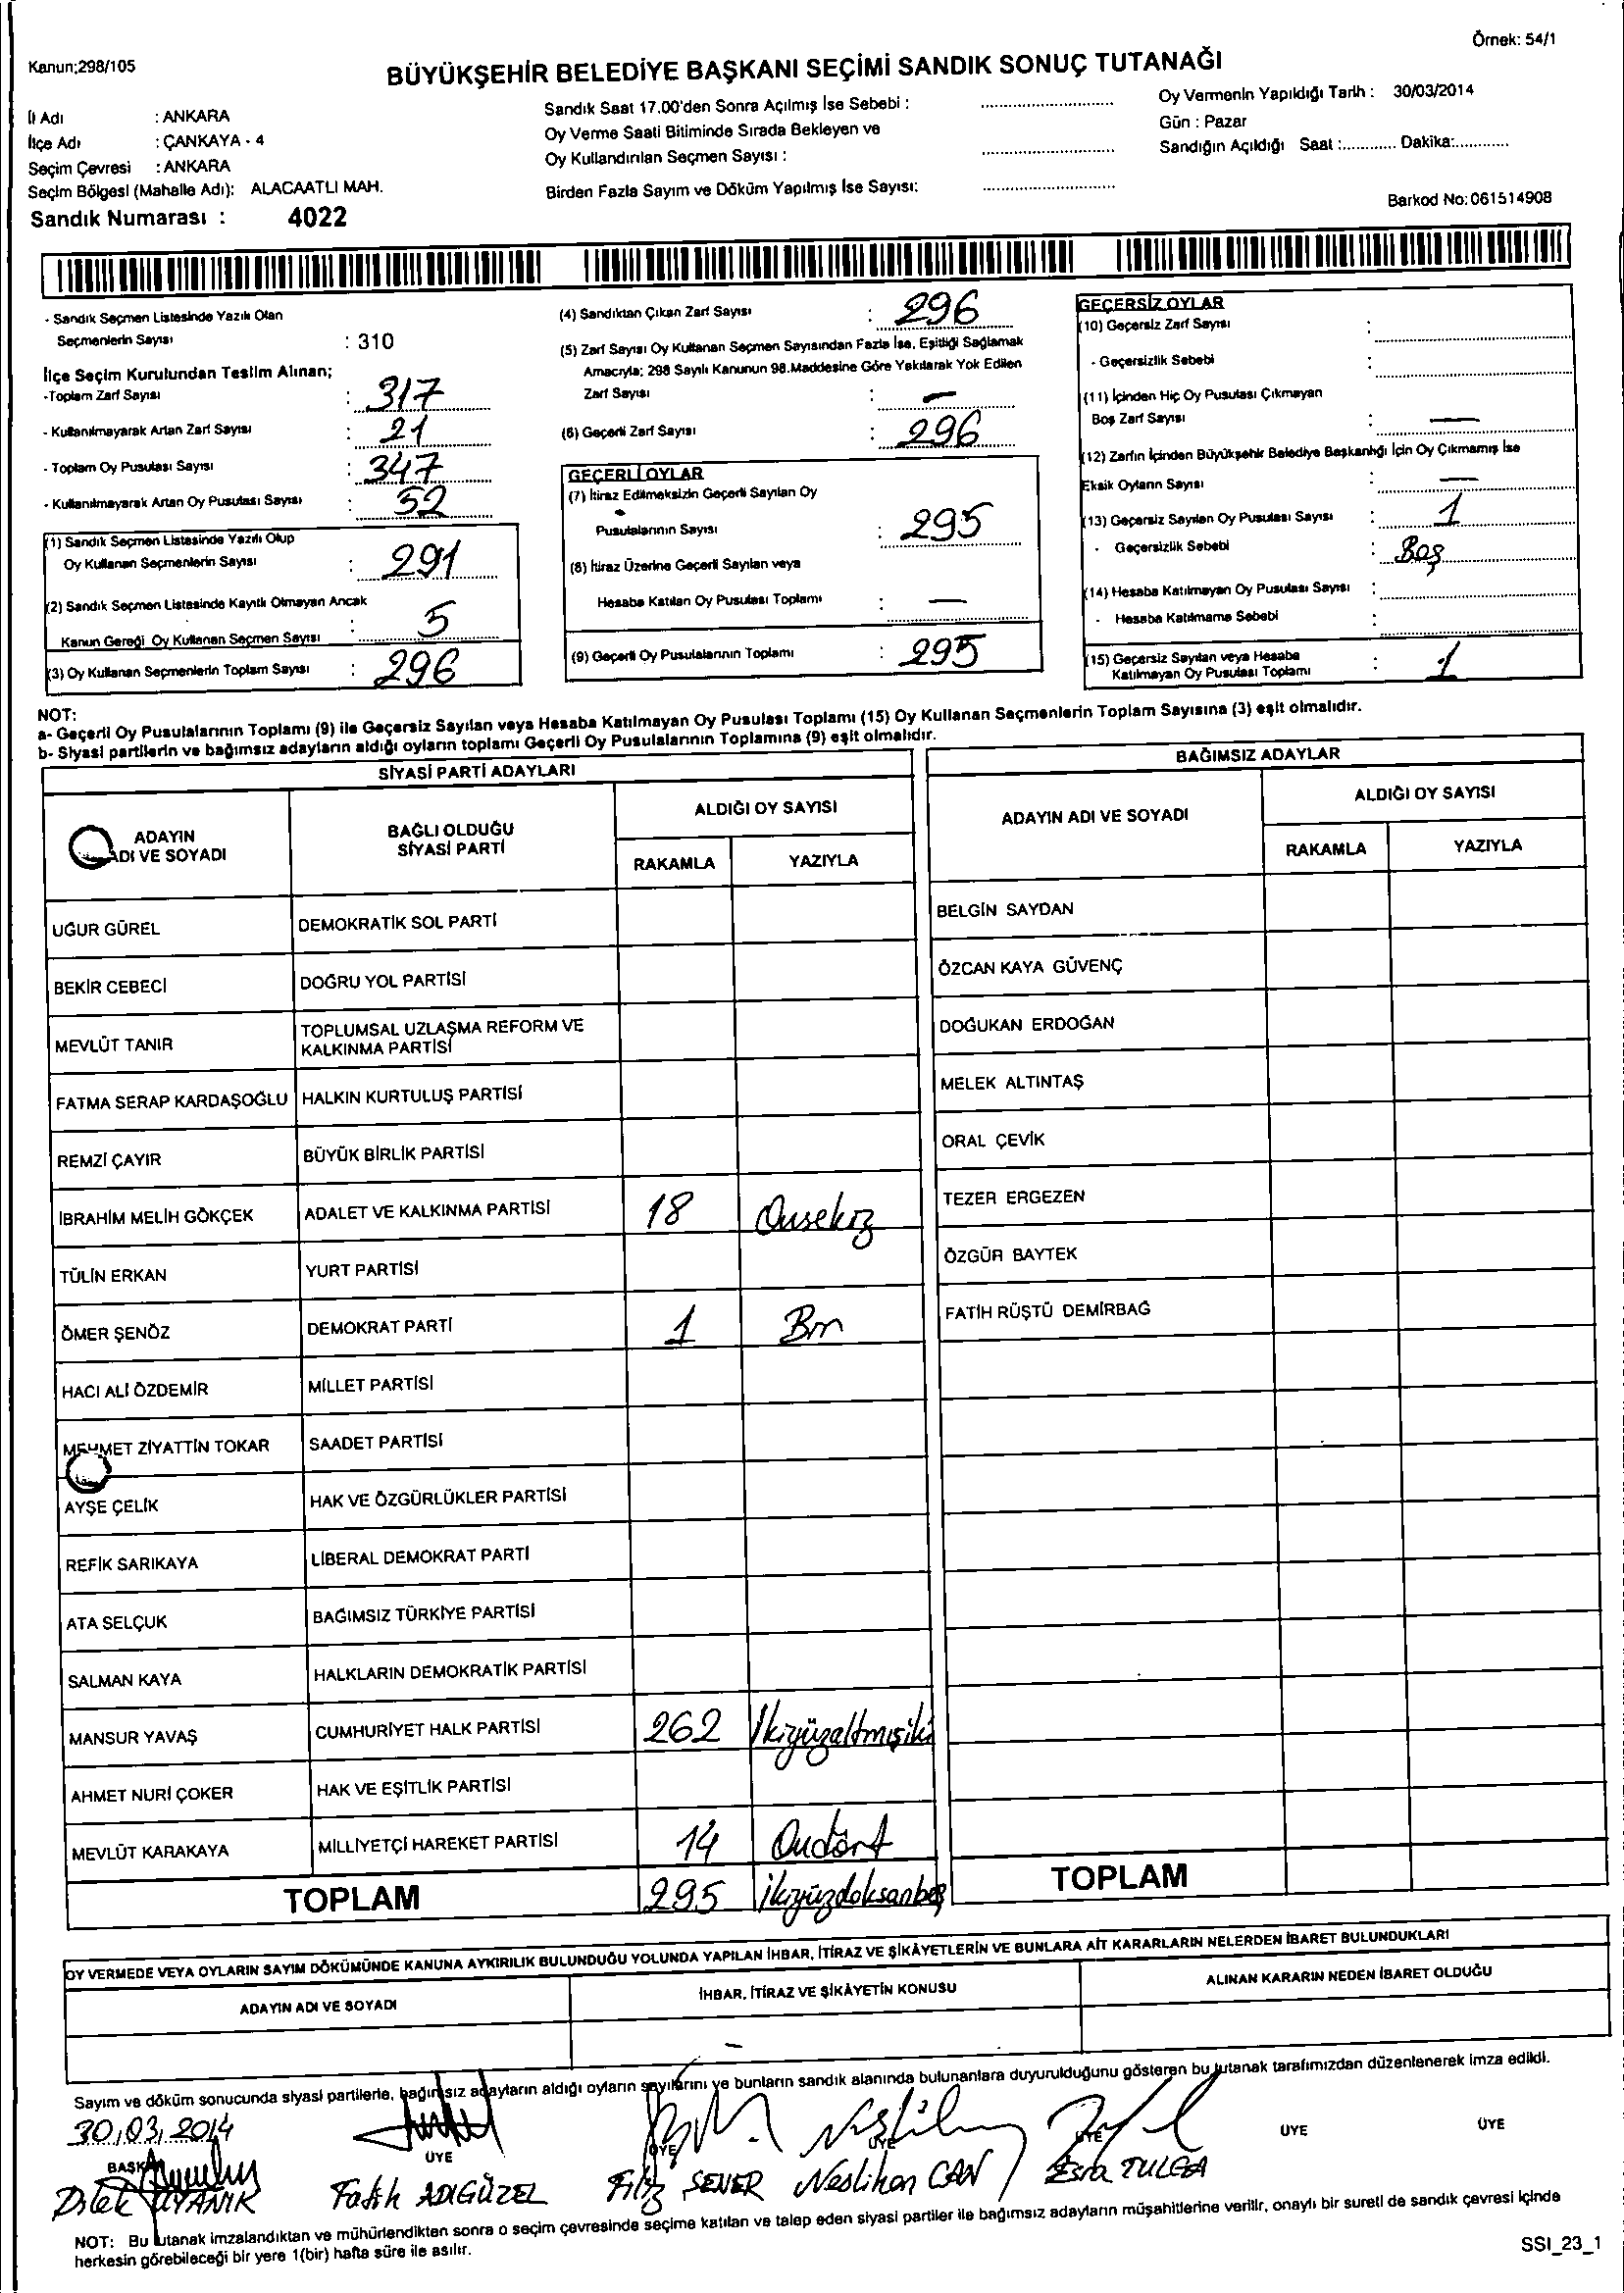 Örnek: 54/1
Kanun:298/105
BÜYÜKŞEHİR BELEDİYE BAŞKANI SEÇİMİ SANDIK SONUÇ TUTANAĞI
İl Adı : ANKARA
İlçe Adı : ÇANKAYA - 4
Seçim Çevresi : ANKARA
Seçim Bölgesi (Mahalle Adı): ALACAATLI MAH.
Sandık Numarası : 4022
Sandık Saat 17.00'den Sonra Açılmış İse Sebebi :
Oy Verme Saati Bitiminde Sırada Bekleyen ve
Oy Kullandırılan Seçmen Sayısı :
Birden Fazla Sayım ve Döküm Yapılmış İse Sayısı:
Oy Vermenin Yapıldığı Tarih : 30/03/2014
Gün : Pazar
Sandığın Açıldığı Saat :............ Dakika:............
Barkod No:061514908
- Sandık Seçmen Listesinde Yazılı Olan
Seçmenlerin Sayısı : 310
İlçe Seçim Kurulundan Teslim Alınan;
-Toplam Zarf Sayısı : 317
- Kullanılmayarak Artan Zarf Sayısı : 21
- Toplam Oy Pusulası Sayısı : 347
- Kullanılmayarak Artan Oy Pusulası Sayısı : 52
(1) Sandık Seçmen Listesinde Yazılı Olup
Oy Kullanan Seçmenlerin Sayısı : 291
(2) Sandık Seçmen Listesinde Kayıtlı Olmayan Ancak
Kanun Gereği Oy Kullanan Seçmen Sayısı : 5
(3) Oy Kullanan Seçmenlerin Toplam Sayısı : 296
(4) Sandıktan Çıkan Zarf Sayısı : 296
(5) Zarf Sayısı Oy Kullanan Seçmen Sayısından Fazla İse, Eşitliği Sağlamak
Amacıyla; 298 Sayılı Kanunun 98.Maddesine Göre Yakılarak Yok Edilen
Zarf Sayısı : —
(6) Geçerli Zarf Sayısı : 296
GEÇERLİ OYLAR
(7) İtiraz Edilmeksizin Geçerli Sayılan Oy
Pusulalarının Sayısı : 295
(8) İtiraz Üzerine Geçerli Sayılan veya
Hesaba Katılan Oy Pusulası Toplamı : —
(9) Geçerli Oy Pusulalarının Toplamı : 295
GEÇERSİZ OYLAR
(10) Geçersiz Zarf Sayısı :
- Geçersizlik Sebebi :
(11) İçinden Hiç Oy Pusulası Çıkmayan
Boş Zarf Sayısı : —
(12) Zarfın İçinden Büyükşehir Belediye Başkanlığı İçin Oy Çıkmamış İse
Eksik Oyların Sayısı : —
(13) Geçersiz Sayılan Oy Pusulası Sayısı : 1
- Geçersizlik Sebebi : Boş
(14) Hesaba Katılmayan Oy Pusulası Sayısı :
- Hesaba Katılmama Sebebi :
(15) Geçersiz Sayılan veya Hesaba
Katılmayan Oy Pusulası Toplamı : 1
NOT:
a- Geçerli Oy Pusulalarının Toplamı (9) ile Geçersiz Sayılan veya Hesaba Katılmayan Oy Pusulası Toplamı (15) Oy Kullanan Seçmenlerin Toplam Sayısına (3) eşit olmalıdır.
b- Siyasi partilerin ve bağımsız adayların aldığı oyların toplamı Geçerli Oy Pusulalarının Toplamına (9) eşit olmalıdır.
SİYASİ PARTİ ADAYLARI
ADAYIN ADI VE SOYADI
BAĞLI OLDUĞU SİYASİ PARTİ
ALDIĞI OY SAYISI
RAKAMLA YAZIYLA
UĞUR GÜREL DEMOKRATİK SOL PARTİ
BEKİR CEBECİ DOĞRU YOL PARTİSİ
MEVLÜT TANIR TOPLUMSAL UZLAŞMA REFORM VE KALKINMA PARTİSİ
FATMA SERAP KARDAŞOĞLU HALKIN KURTULUŞ PARTİSİ
REMZİ ÇAYIR BÜYÜK BİRLİK PARTİSİ
İBRAHİM MELİH GÖKÇEK ADALET VE KALKINMA PARTİSİ 18 Onsekiz
TÜLİN ERKAN YURT PARTİSİ
ÖMER ŞENÖZ DEMOKRAT PARTİ 1 Bir
HACI ALİ ÖZDEMİR MİLLET PARTİSİ
MEHMET ZİYATTİN TOKAR SAADET PARTİSİ
AYŞE ÇELİK HAK VE ÖZGÜRLÜKLER PARTİSİ
REFİK SARIKAYA LİBERAL DEMOKRAT PARTİ
ATA SELÇUK BAĞIMSIZ TÜRKİYE PARTİSİ
SALMAN KAYA HALKLARIN DEMOKRATİK PARTİSİ
MANSUR YAVAŞ CUMHURİYET HALK PARTİSİ 262 İkiyüzaltmışiki
AHMET NURİ ÇOKER HAK VE EŞİTLİK PARTİSİ
MEVLÜT KARAKAYA MİLLİYETÇİ HAREKET PARTİSİ 14 Ondört
TOPLAM 295 ikiyüzdoksanbeş
BAĞIMSIZ ADAYLAR
ADAYIN ADI VE SOYADI
ALDIĞI OY SAYISI
RAKAMLA YAZIYLA
BELGİN SAYDAN
ÖZCAN KAYA GÜVENÇ
DOĞUKAN ERDOĞAN
MELEK ALTINTAŞ
ORAL ÇEVİK
TEZER ERGEZEN
ÖZGÜR BAYTEK
FATİH RÜŞTÜ DEMİRBAĞ
TOPLAM
OY VERMEDE VEYA OYLARIN SAYIM DÖKÜMÜNDE KANUNA AYKIRILIK BULUNDUĞU YOLUNDA YAPILAN İHBAR, İTİRAZ VE ŞİKÂYETLERİN VE BUNLARA AİT KARARLARIN NELERDEN İBARET BULUNDUKLARI
ADAYIN ADI VE SOYADI İHBAR, İTİRAZ VE ŞİKÂYETİN KONUSU ALINAN KARARIN NEDEN İBARET OLDUĞU
—
Sayım ve döküm sonucunda siyasi partilerle, bağımsız adayların aldığı oyların sayılarını ve bunların sandık alanında bulunanlara duyurulduğunu gösteren bu tutanak tarafımızdan düzenlenerek imza edildi.
30.03.2014
BAŞKAN ÜYE ÜYE ÜYE ÜYE ÜYE ÜYE
Dilek UYANIK Fatih ADIGÜZEL Filiz ŞENER Neslihan CAN Esra TULGA
NOT: Bu tutanak imzalandıktan ve mühürlendikten sonra o seçim çevresinde seçime katılan ve talep eden siyasi partiler ile bağımsız adayların müşahitlerine verilir, onaylı bir sureti de sandık çevresi içinde
herkesin görebileceği bir yere 1(bir) hafta süre ile asılır.
SSI_23_1